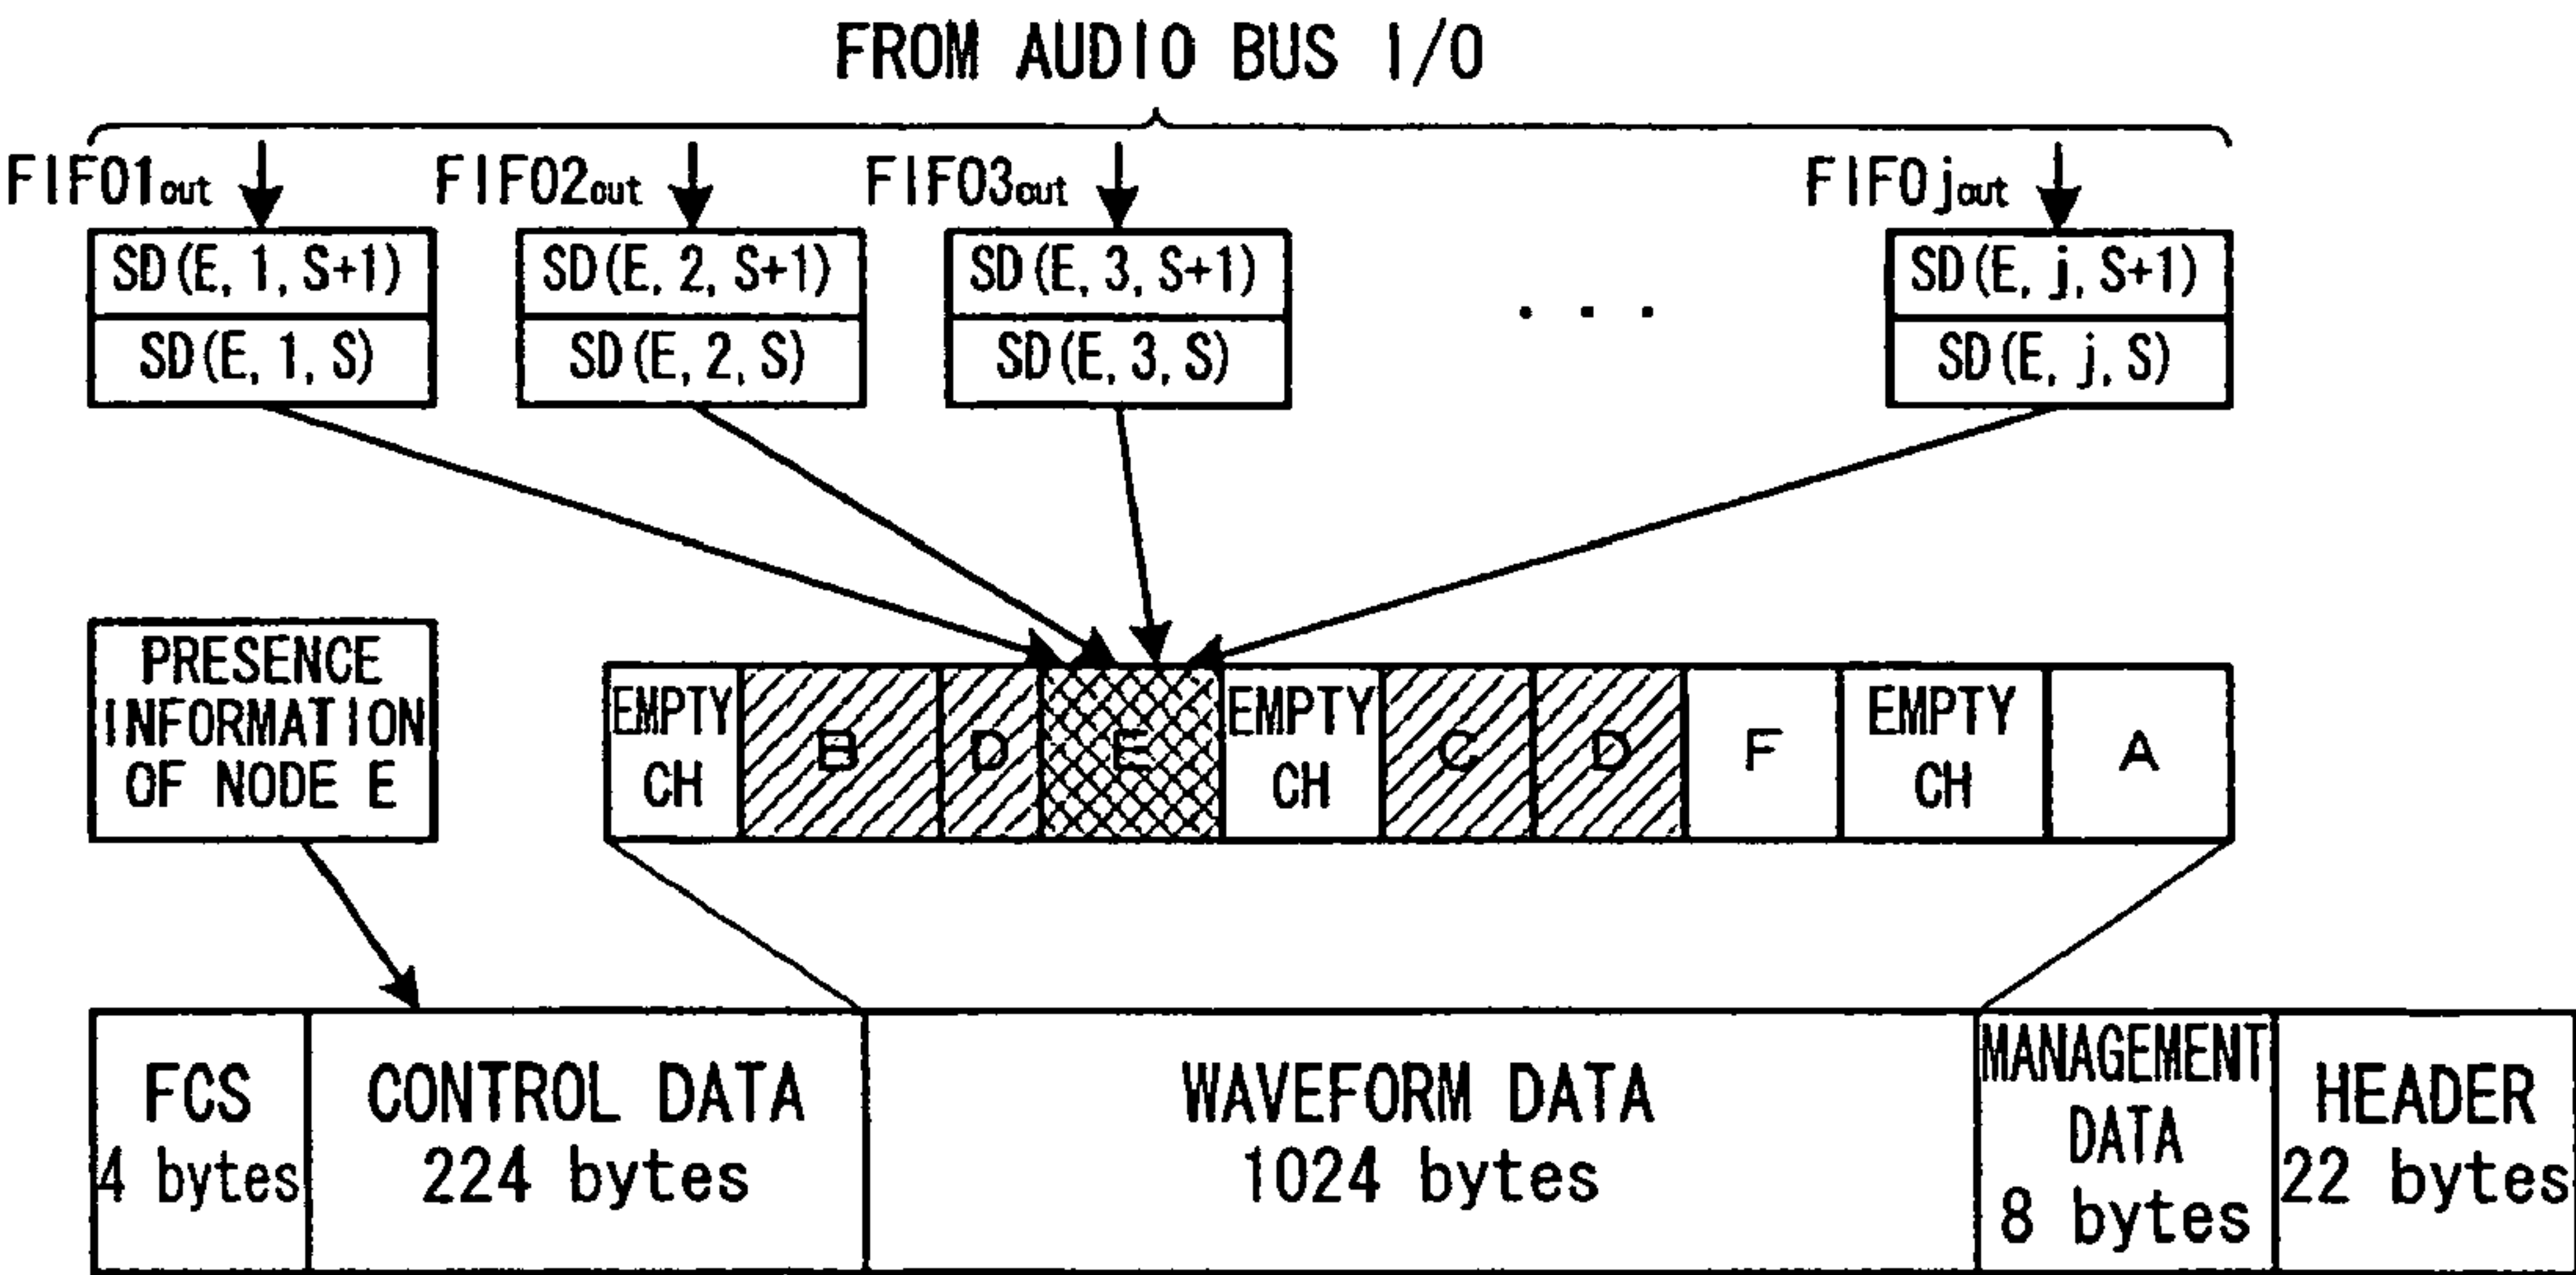 FROM AUDIO BUS I/O
FIFO1out FIFO2out FIFO3out FIFOjout
SD(E, 1, S+1) SD(E, 2, S+1) SD(E, 3, S+1) SD(E, j, S+1)
. . .
SD(E, 1, S) SD(E, 2, S) SD(E, 3, S) SD(E, j, S)
PRESENCE
INFORMATION
OF NODE E
EMPTY
CH
B
D
E
EMPTY
CH
C
D
F
EMPTY
CH
A
FCS
4 bytes
CONTROL DATA
224 bytes
WAVEFORM DATA
1024 bytes
MANAGEMENT
DATA
8 bytes
HEADER
22 bytes